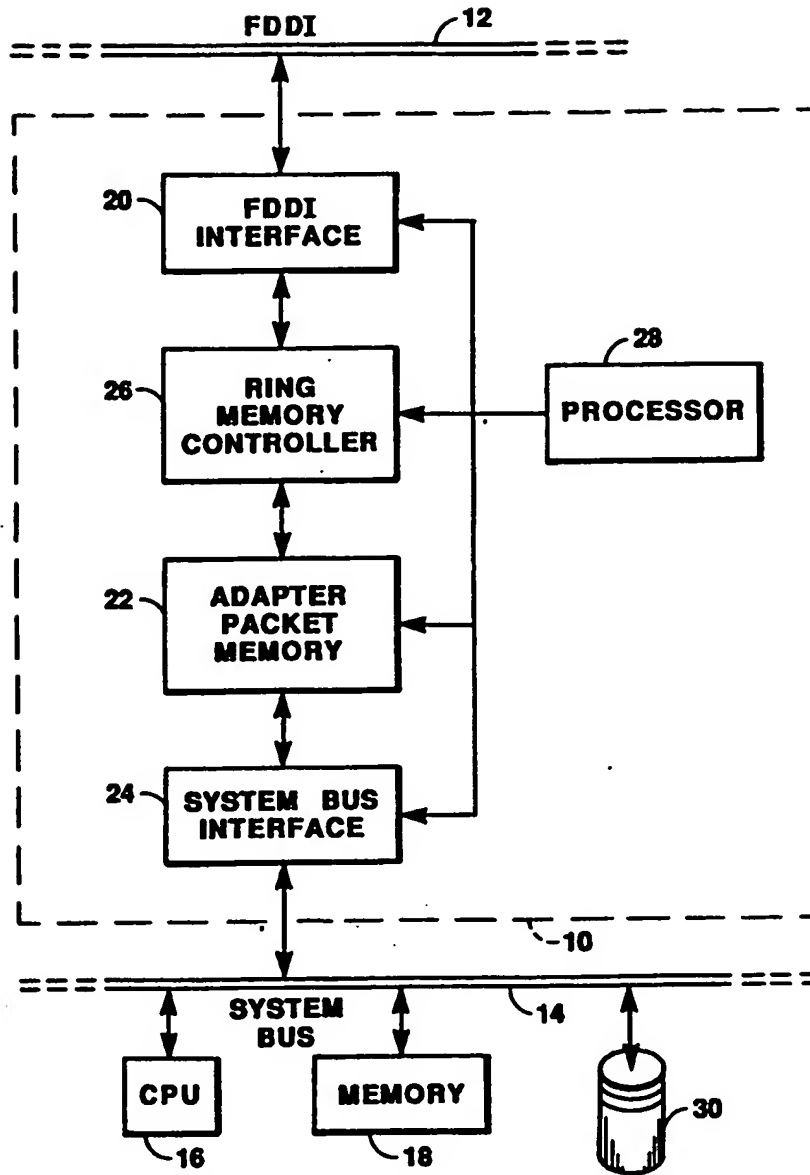 FDDI
12
20
FDDI
INTERFACE
26
RING
MEMORY
CONTROLLER
28
PROCESSOR
22
ADAPTER
PACKET
MEMORY
24
SYSTEM BUS
INTERFACE
10
SYSTEM
BUS
14
CPU
16
MEMORY
18
30